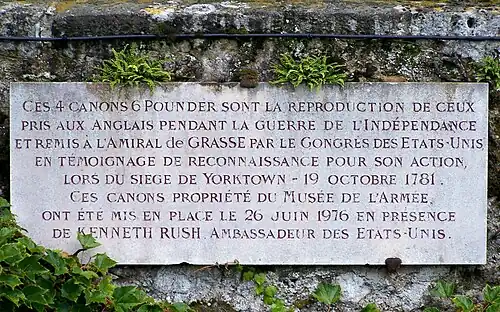 CES 4 CANONS 6 POUNDER SONT LA REPRODUCTION DE CEUX
PRIS AUX ANGLAIS PENDANT LA GUERRE DE L'INDÉPENDANCE
ET REMIS À L'AMIRAL de GRASSE PAR LE CONGRÈS DES ETATS-UNIS
EN TÉMOIGNAGE DE RECONNAISSANCE POUR SON ACTION,
LORS DU SIEGE DE YORKTOWN - 19 OCTOBRE 1781.
CES CANONS PROPRIÉTÉ DU MUSÉE DE L'ARMÉE,
ONT ÉTÉ MIS EN PLACE LE 26 JUIN 1976 EN PRÉSENCE
DE KENNETH RUSH, AMBASSADEUR DES ETATS-UNIS.